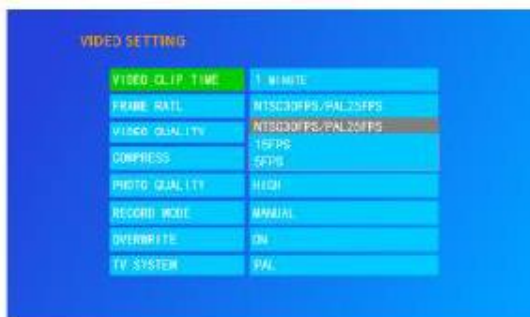 VIDEO SETTING
VIDEO CLIP TIME 1 MINUTE
FRAME RATE NTSC30FPS/PAL25FPS
VIDEO QUALITY NTSC30FPS/PAL25FPS
15FPS
COMPRESS 5FPS
PHOTO QUALITY HIGH
RECORD MODE MANUAL
OVERWRITE ON
TV SYSTEM PAL